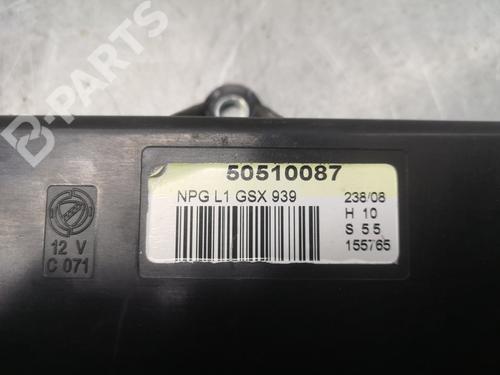 B-PARTS
50510087
NPG L1 GSX 939
236/08
H 10
S 55
155765
12 V
C 071